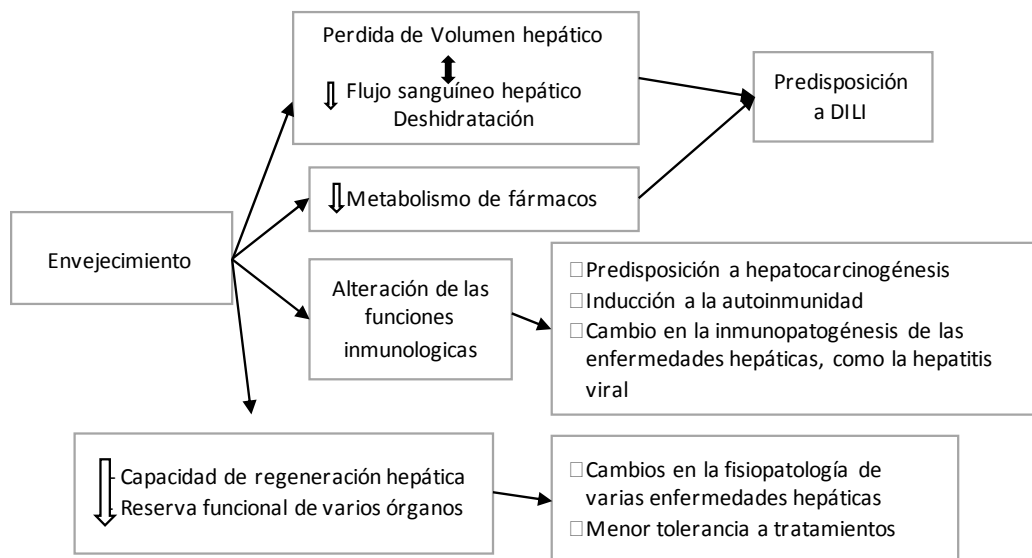 Perdida de Volumen hepático
Flujo sanguíneo hepático
Deshidratación
Predisposición
a DILI
Metabolismo de fármacos
Envejecimiento
Alteración de las
funciones
inmunologicas
Predisposición a hepatocarcinogénesis
Inducción a la autoinmunidad
Cambio en la inmunopatogénesis de las
enfermedades hepáticas, como la hepatitis
viral
- Capacidad de regeneración hepática
- Reserva funcional de varios órganos
Cambios en la fisiopatología de
varias enfermedades hepáticas
Menor tolerancia a tratamientos